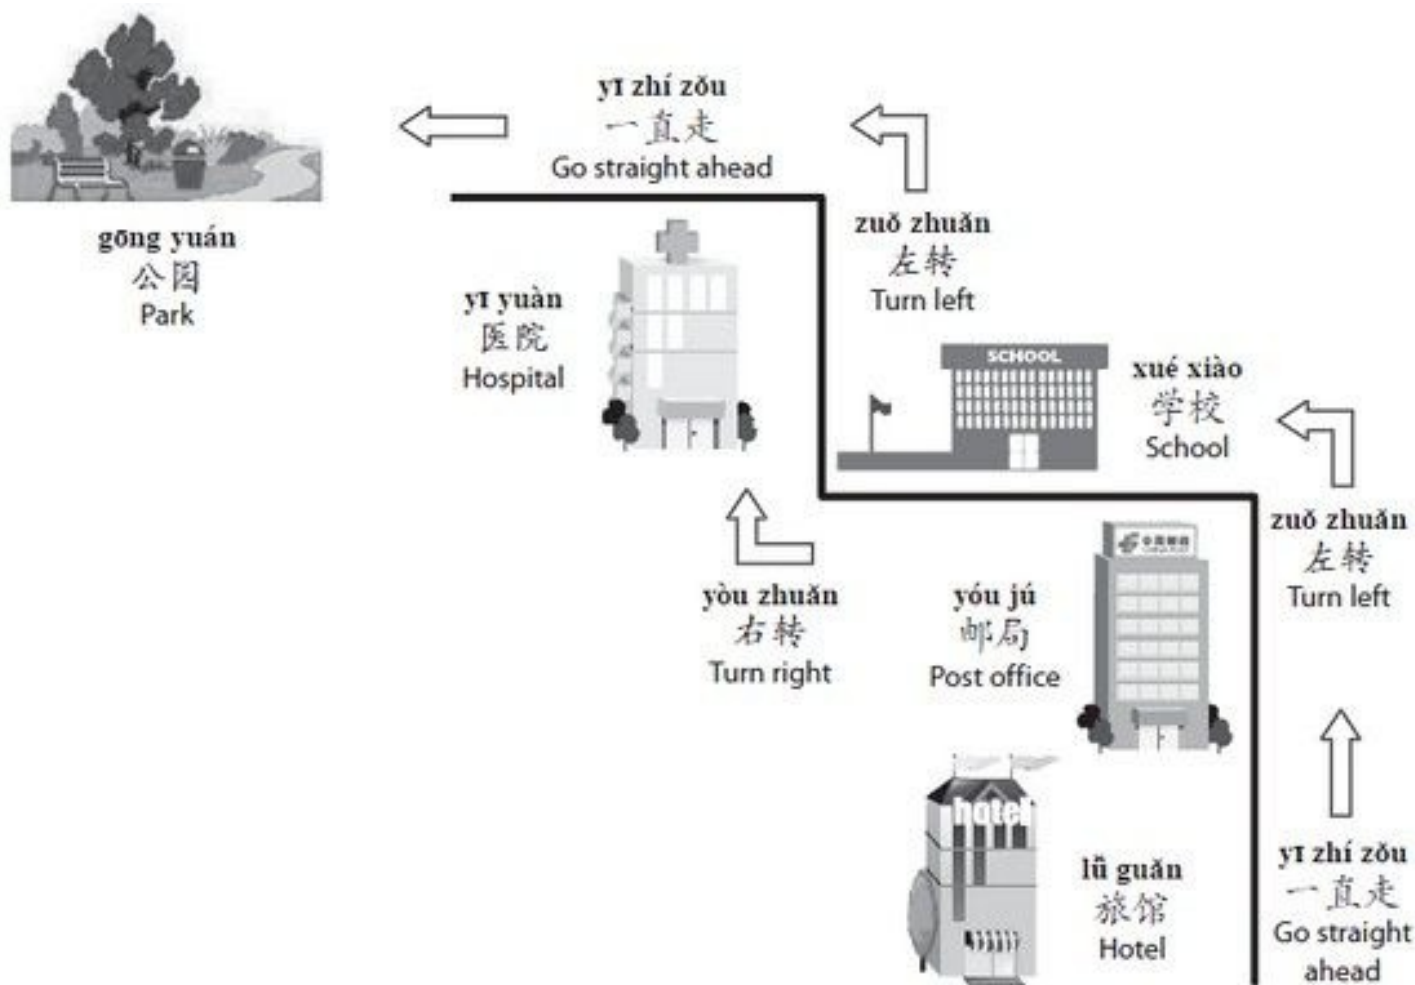 yī zhí zǒu
一直走
Go straight ahead
gōng yuán
公园
Park
zuǒ zhuǎn
左转
Turn left
yī yuàn
医院
Hospital
SCHOOL
xué xiào
学校
School
zuǒ zhuǎn
左转
Turn left
yòu zhuǎn
右转
Turn right
yóu jú
邮局
Post office
hotel
lǚ guǎn
旅馆
Hotel
yī zhí zǒu
一直走
Go straight
ahead